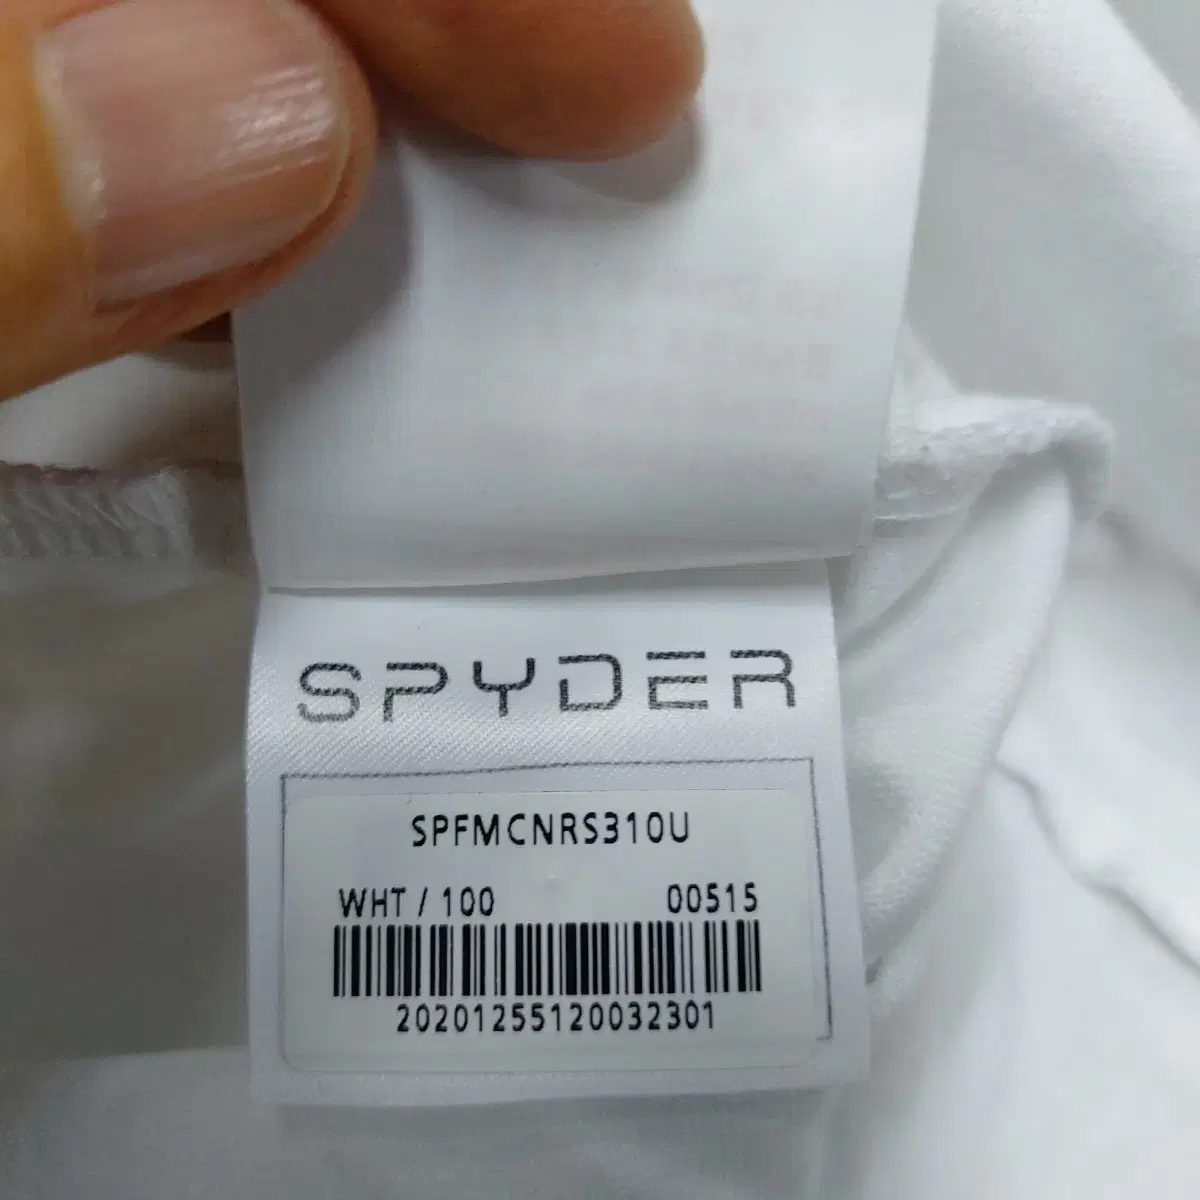 SPYDER
SPFMCNRS310U
WHT / 100 00515
20201255120032301